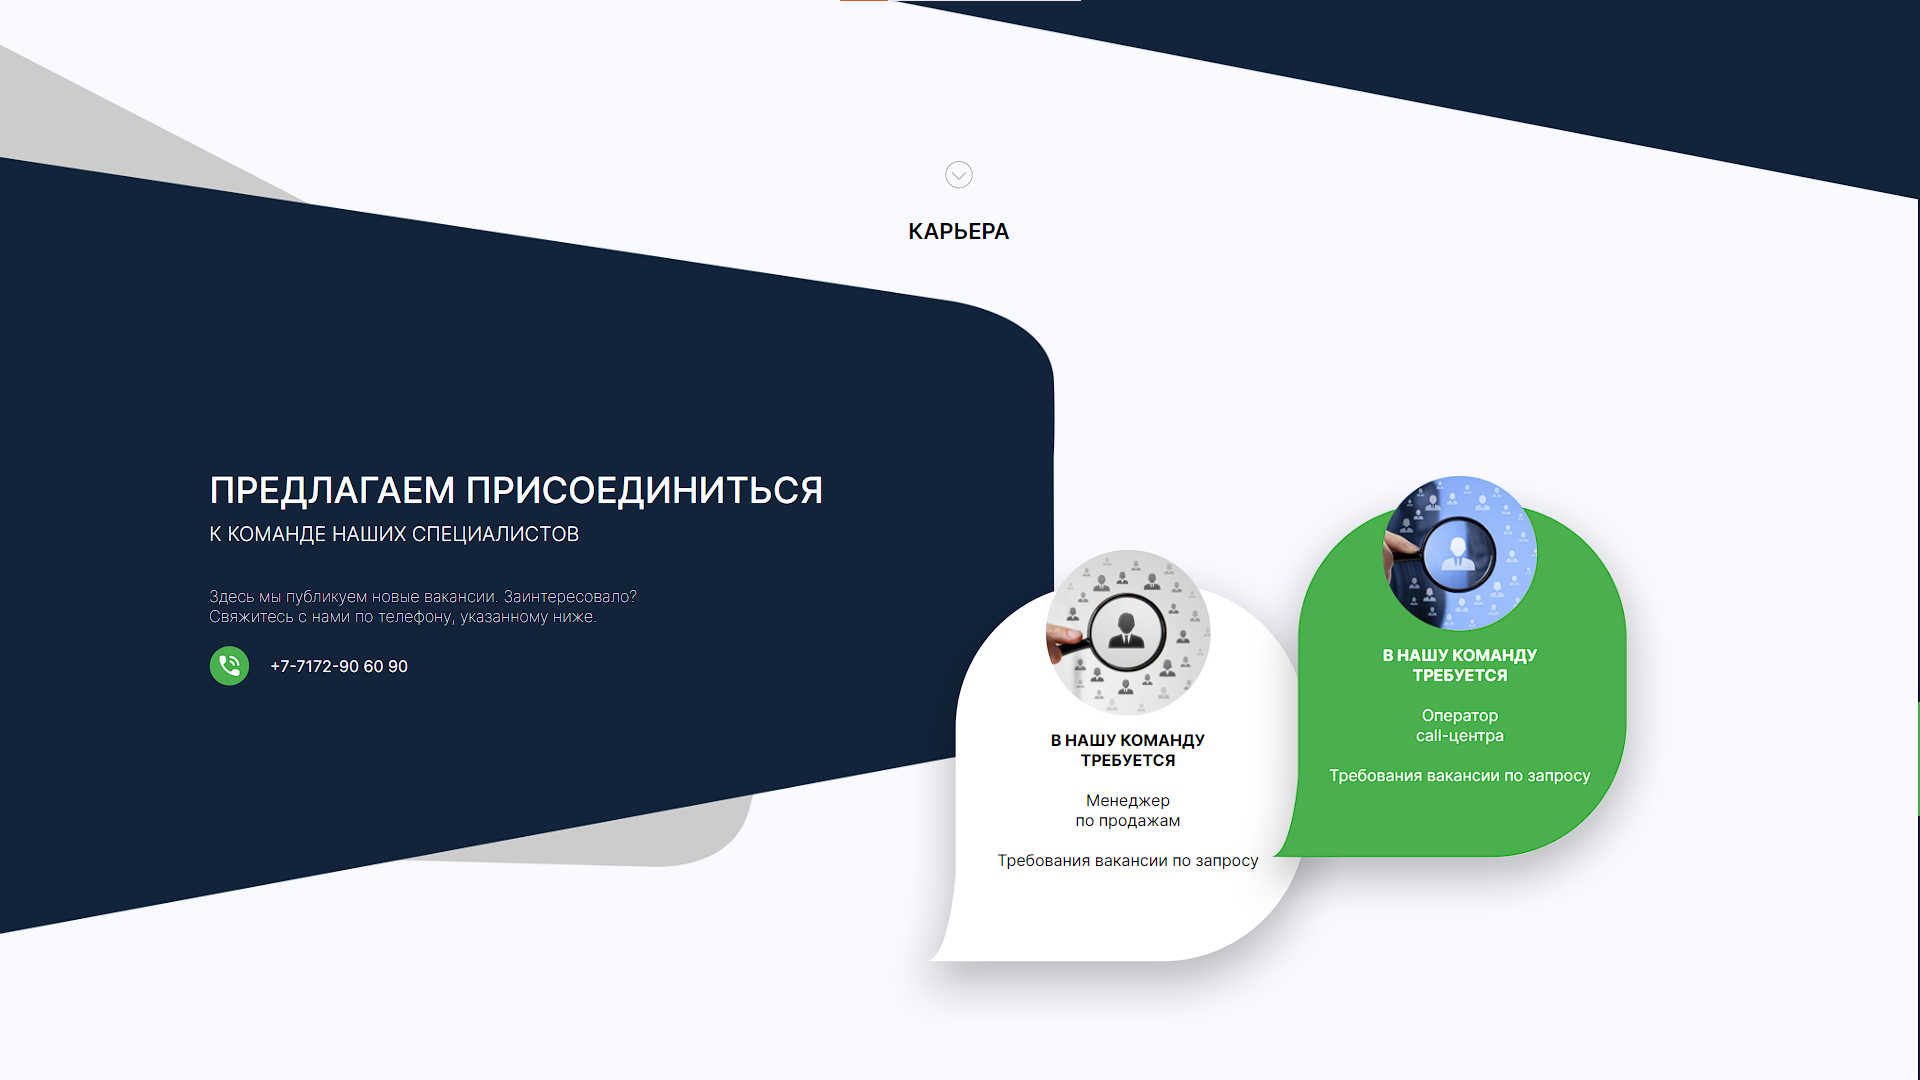 КАРЬЕРА
ПРЕДЛАГАЕМ ПРИСОЕДИНИТЬСЯ
К КОМАНДЕ НАШИХ СПЕЦИАЛИСТОВ
Здесь мы публикуем новые вакансии. Заинтересовало?
Свяжитесь с нами по телефону, указанному ниже.
+7-7172-90 60 90
В НАШУ КОМАНДУ
ТРЕБУЕТСЯ
Менеджер
по продажам
Требования вакансии по запросу
В НАШУ КОМАНДУ
ТРЕБУЕТСЯ
Оператор
call-центра
Требования вакансии по запросу